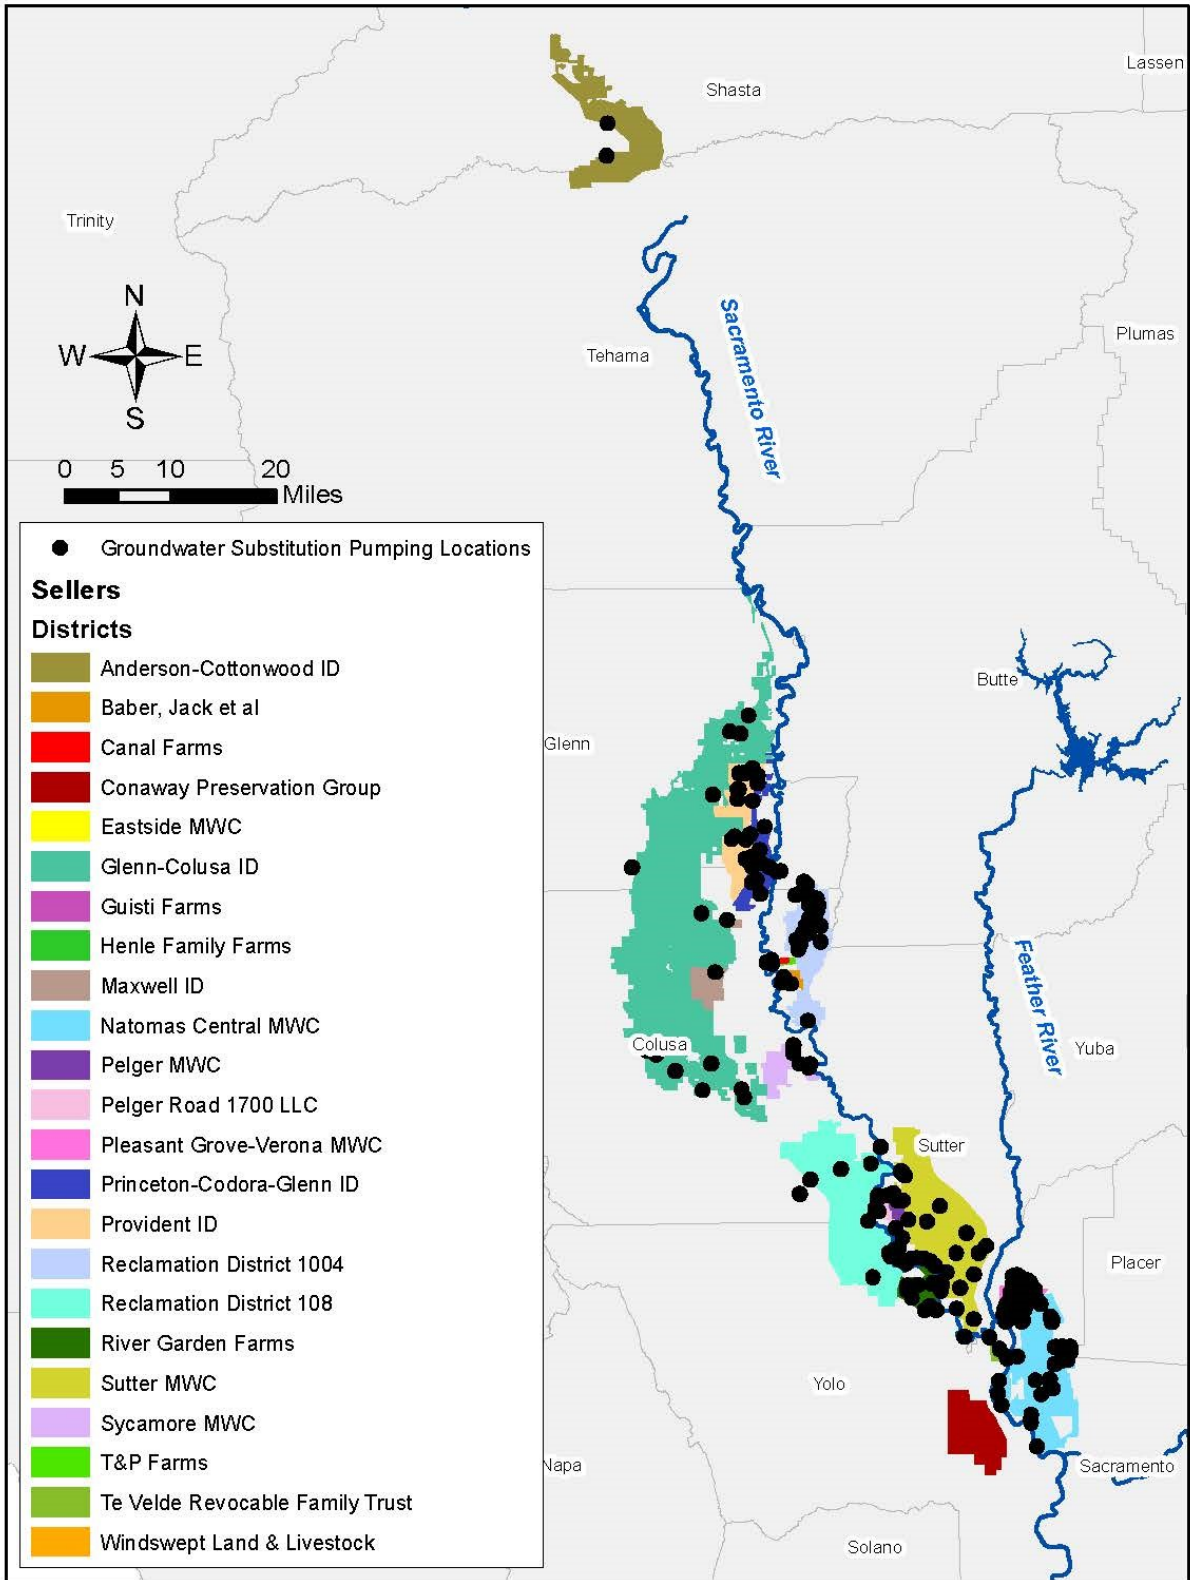 Lassen
Shasta
Trinity
N
W E
S
Sacramento River
Plumas
Tehama
0 5 10 20
Miles
Groundwater Substitution Pumping Locations
Sellers
Districts
Anderson-Cottonwood ID
Baber, Jack et al
Canal Farms
Conaway Preservation Group
Eastside MWC
Glenn-Colusa ID
Guisti Farms
Henle Family Farms
Maxwell ID
Natomas Central MWC
Pelger MWC
Pelger Road 1700 LLC
Pleasant Grove-Verona MWC
Princeton-Codora-Glenn ID
Provident ID
Reclamation District 1004
Reclamation District 108
River Garden Farms
Sutter MWC
Sycamore MWC
T&P Farms
Te Velde Revocable Family Trust
Windswept Land & Livestock
Butte
Glenn
Feather River
Colusa
Yuba
Sutter
Placer
Yolo
Napa
Sacramento
Solano